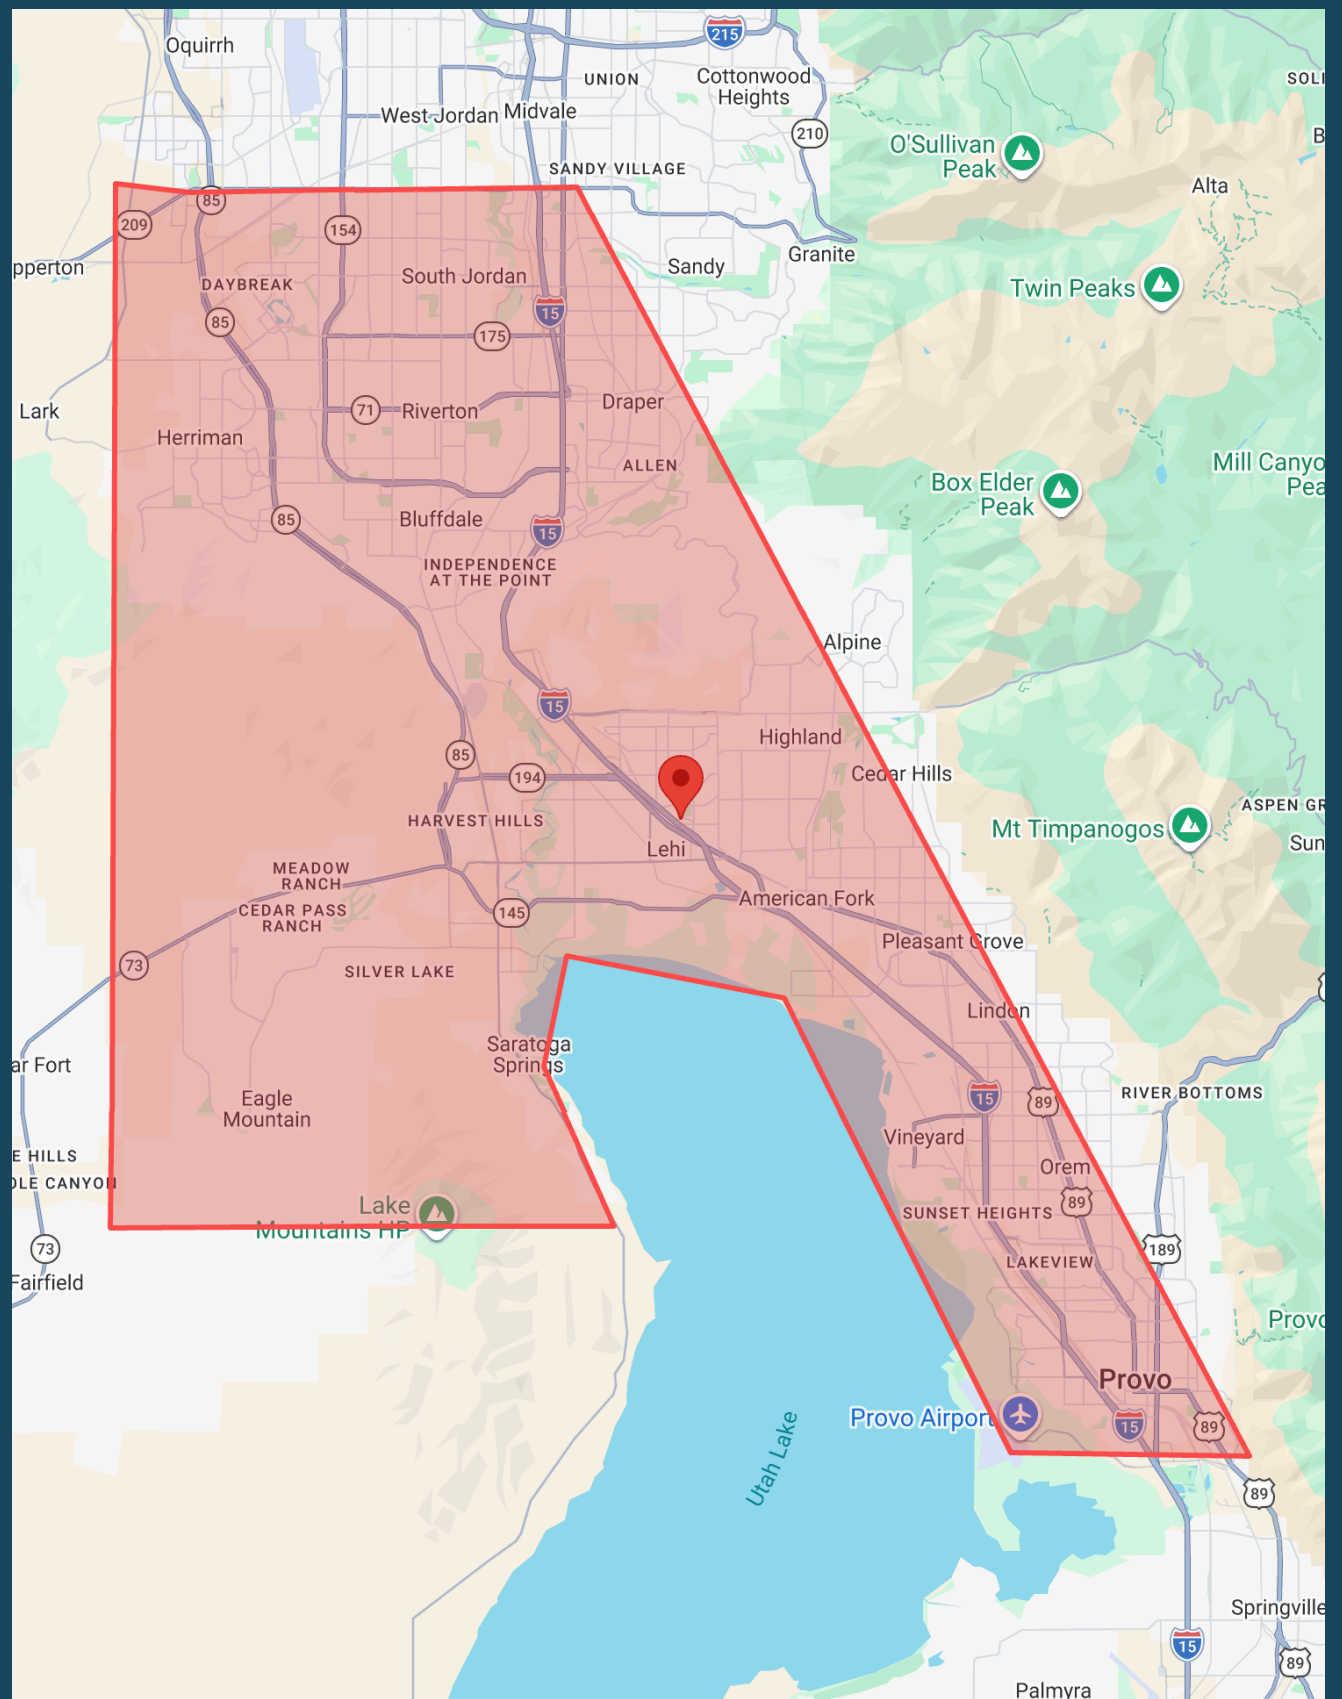 215
Oquirrh
UNION
Cottonwood
Heights
SOLI
West Jordan
Midvale
210
B
O'Sullivan
Peak
SANDY VILLAGE
Alta
85
209
154
Granite
pperton
Sandy
DAYBREAK
South Jordan
Twin Peaks
15
85
175
Lark
71
Riverton
Draper
Herriman
ALLEN
Mill Canyo
Pea
Box Elder
Peak
85
Bluffdale
15
INDEPENDENCE
AT THE POINT
Alpine
15
Highland
85
194
Cedar Hills
ASPEN GR
HARVEST HILLS
Mt Timpanogos
Sun
Lehi
MEADOW
RANCH
American Fork
CEDAR PASS
RANCH
145
Pleasant Grove
73
SILVER LAKE
Lindon
Saratoga
Springs
ar Fort
RIVER BOTTOMS
Eagle
Mountain
15
89
Vineyard
E HILLS
Orem
OLE CANYON
89
Lake
Mountains HP
SUNSET HEIGHTS
73
189
LAKEVIEW
Fairfield
Provo
Provo
Provo Airport
15
89
Utah Lake
89
Springville
15
89
Palmyra